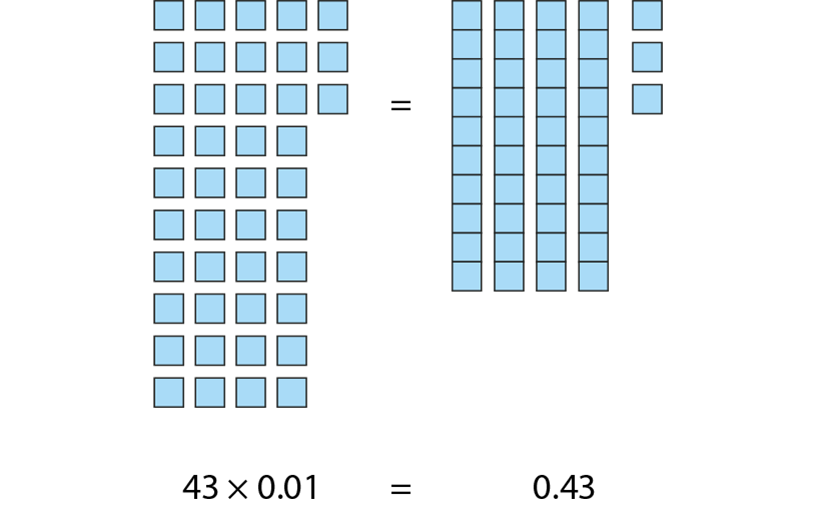 =
43 × 0.01 = 0.43